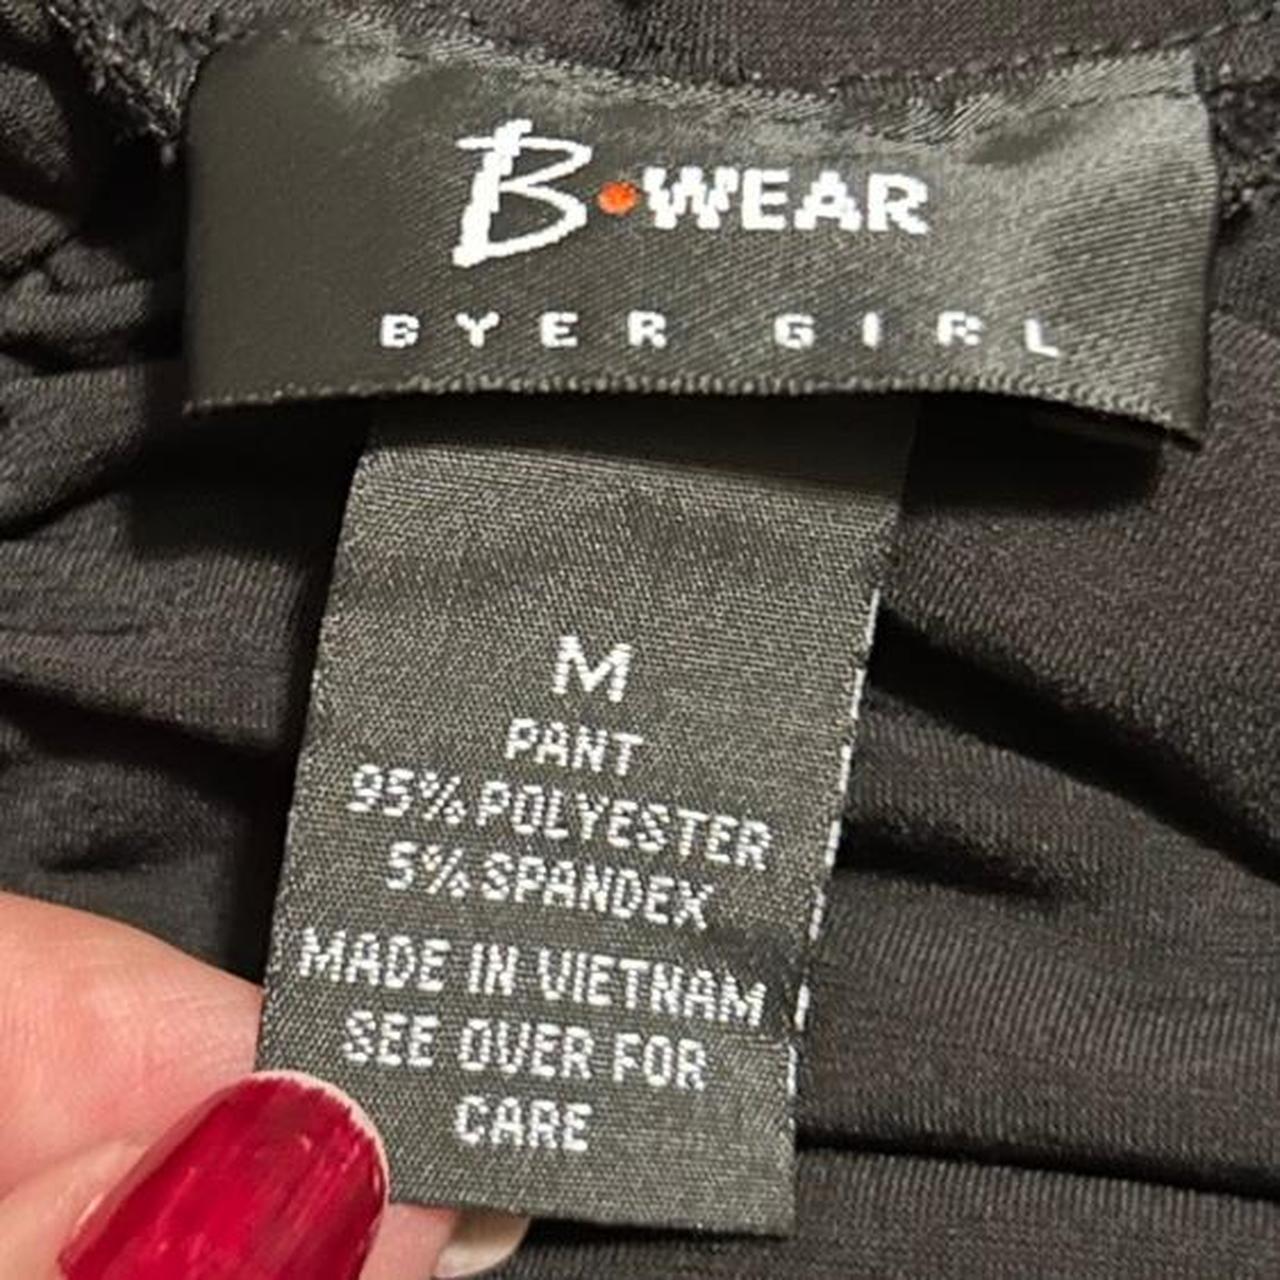 B•WEAR
BYER GIRL
M
PANT
95% POLYESTER
5% SPANDEX
MADE IN VIETNAM
SEE OVER FOR
CARE